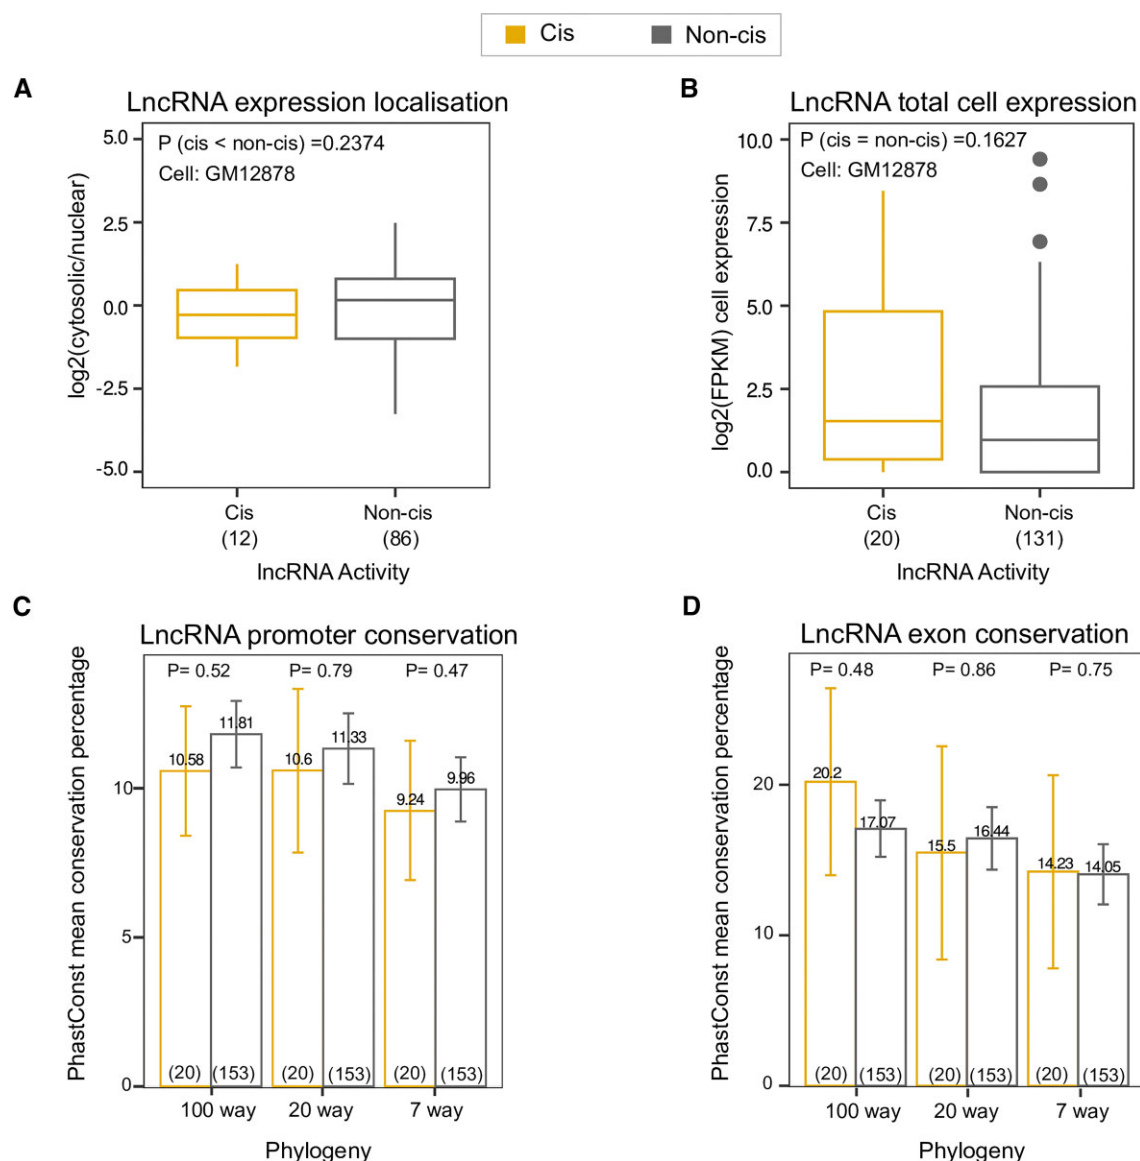 Cis
Non-cis
A
LncRNA expression localisation
P (cis < non-cis) =0.2374
Cell: GM12878
log2(cytosolic/nuclear)
5.0
2.5
0.0
-2.5
-5.0
Cis
Non-cis
(12)
(86)
lncRNA Activity
B
LncRNA total cell expression
P (cis = non-cis) =0.1627
Cell: GM12878
log2(FPKM) cell expression
10.0
7.5
5.0
2.5
0.0
Cis
Non-cis
(20)
(131)
lncRNA Activity
C
LncRNA promoter conservation
PhastConst mean conservation percentage
P= 0.52
P= 0.79
P= 0.47
10
5
0
10.58
11.81
10.6
11.33
9.24
9.96
(20)
(153)
(20)
(153)
(20)
(153)
100 way
20 way
7 way
Phylogeny
D
LncRNA exon conservation
PhastConst mean conservation percentage
P= 0.48
P= 0.86
P= 0.75
20
10
0
20.2
17.07
15.5
16.44
14.23
14.05
(20)
(153)
(20)
(153)
(20)
(153)
100 way
20 way
7 way
Phylogeny